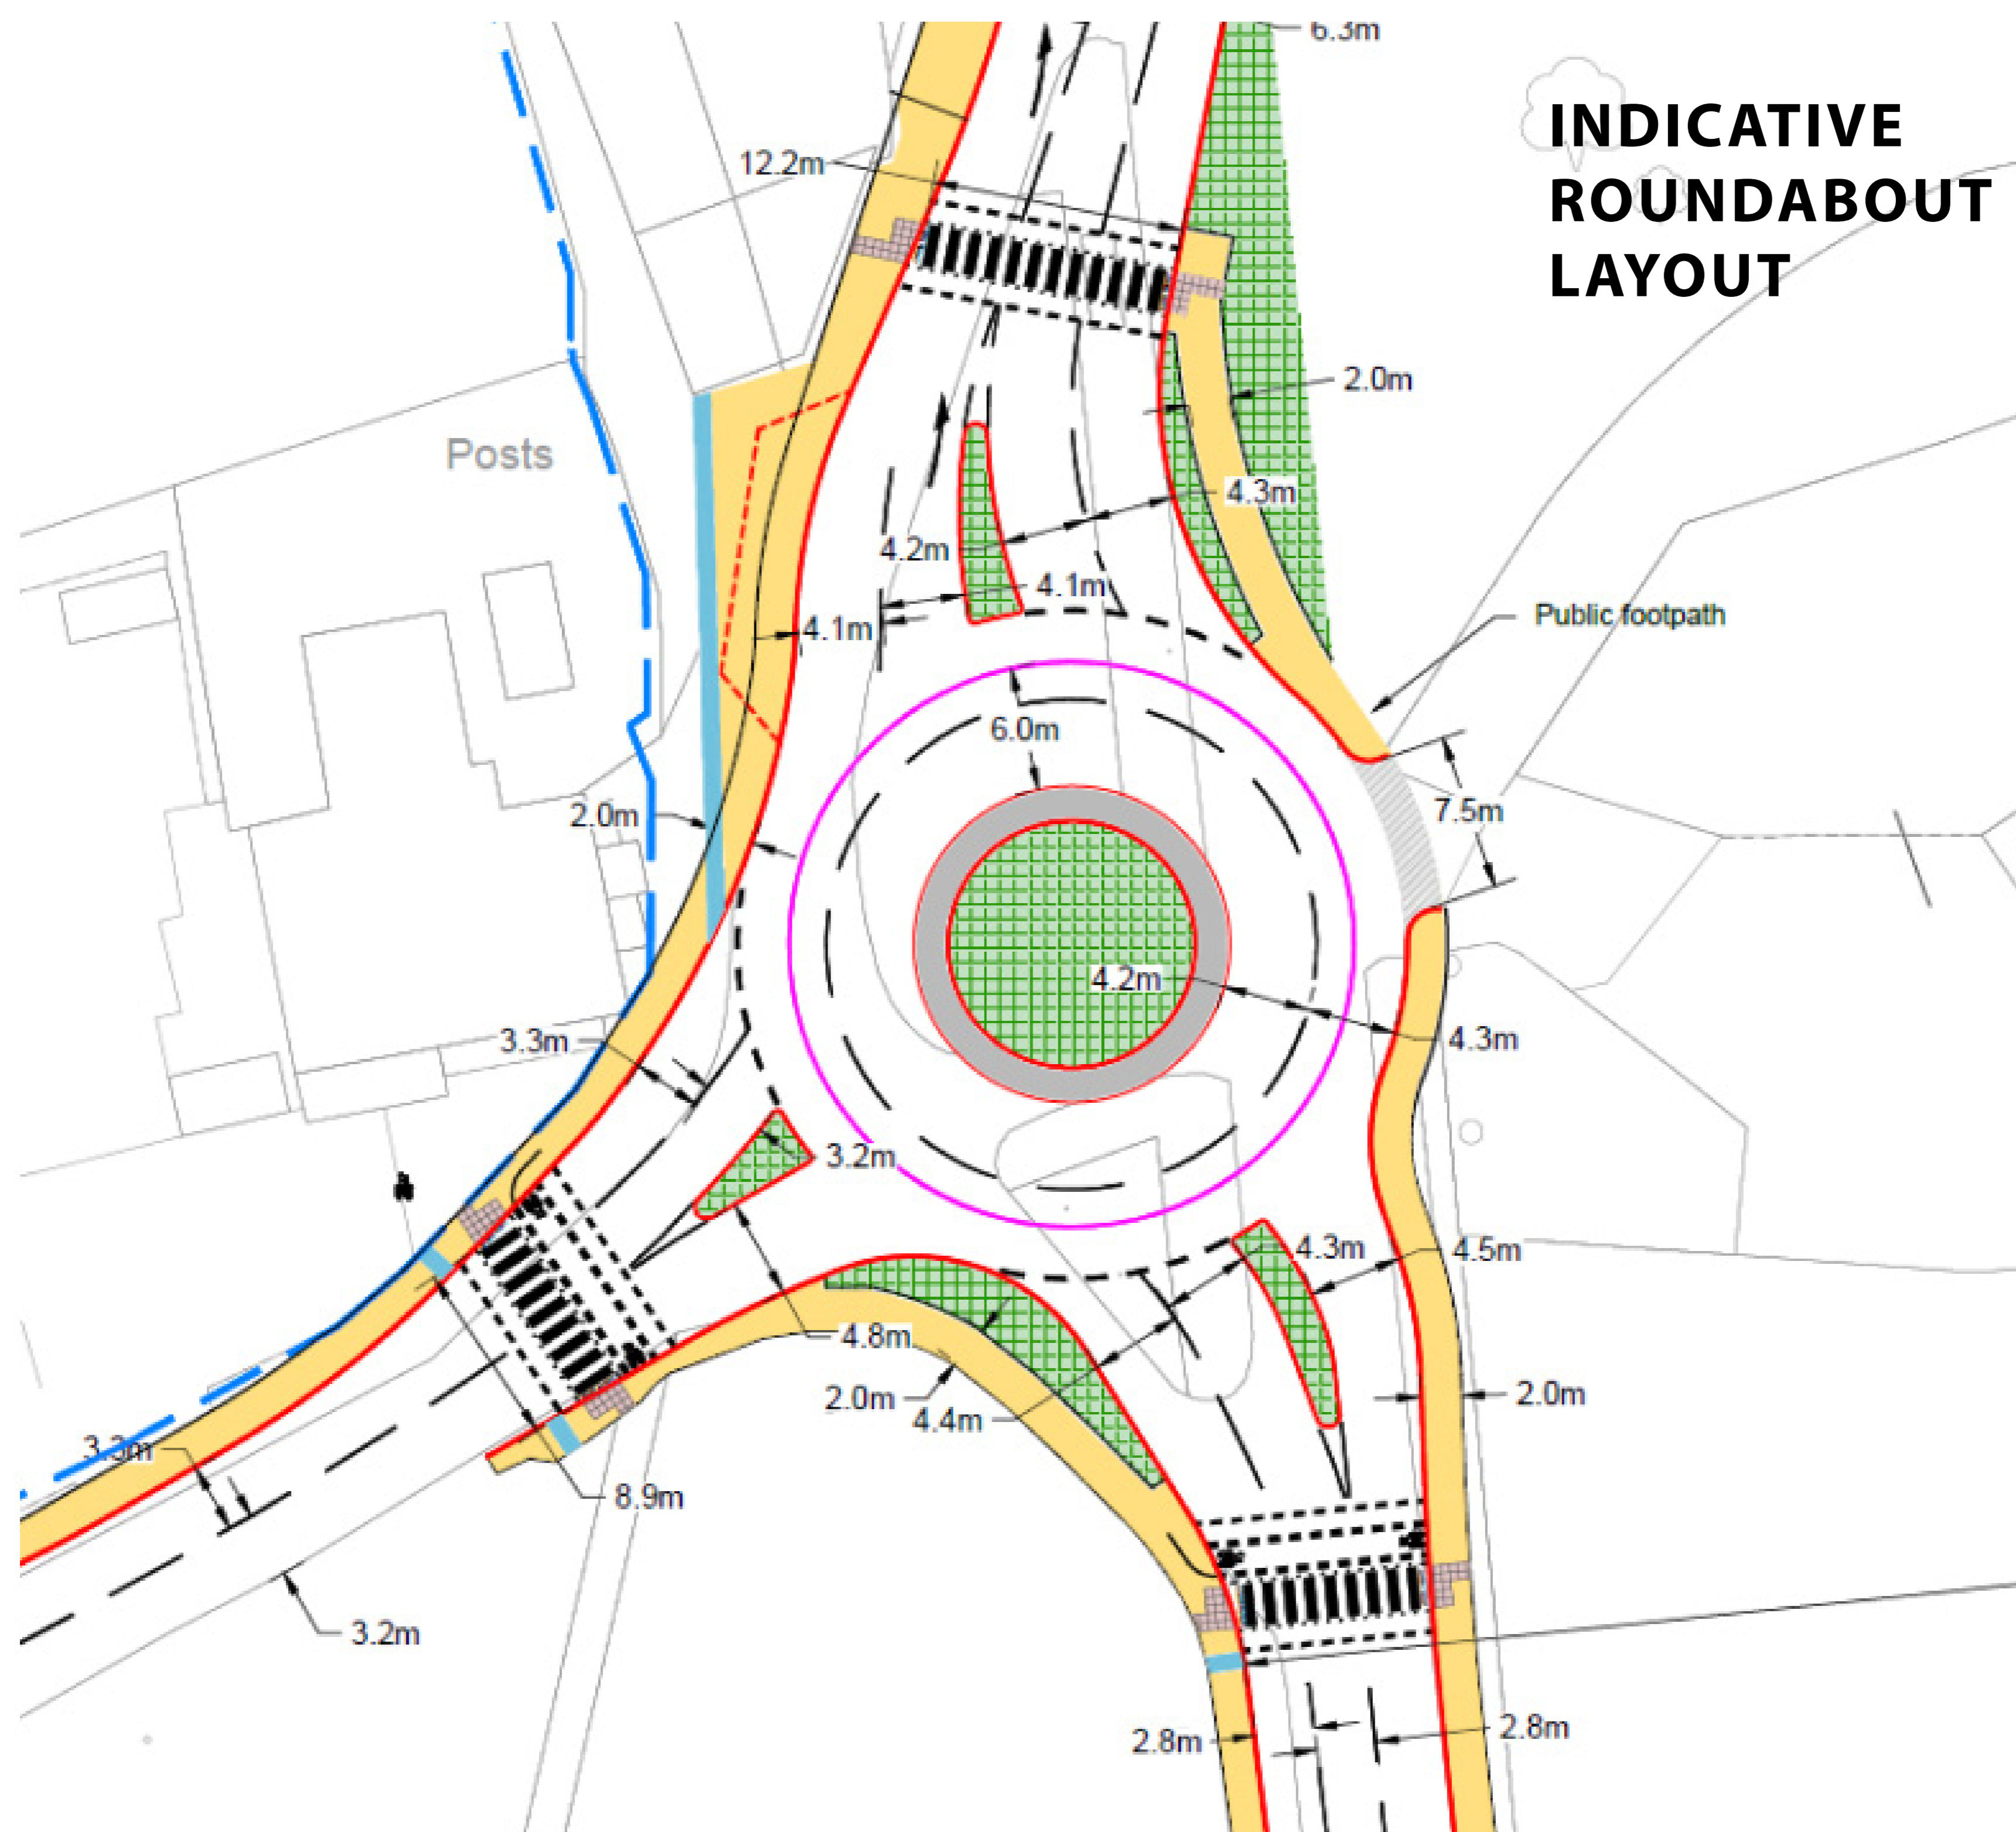 6.3m
INDICATIVE
ROUNDABOUT
LAYOUT
12.2m
2.0m
Posts
4.3m
4.2m
4.1m
4.1m
Public footpath
6.0m
7.5m
2.0m
4.2m
3.3m
4.3m
3.2m
4.3m
4.5m
4.8m
2.0m
2.0m
4.4m
3.3m
8.9m
3.2m
2.8m
2.8m